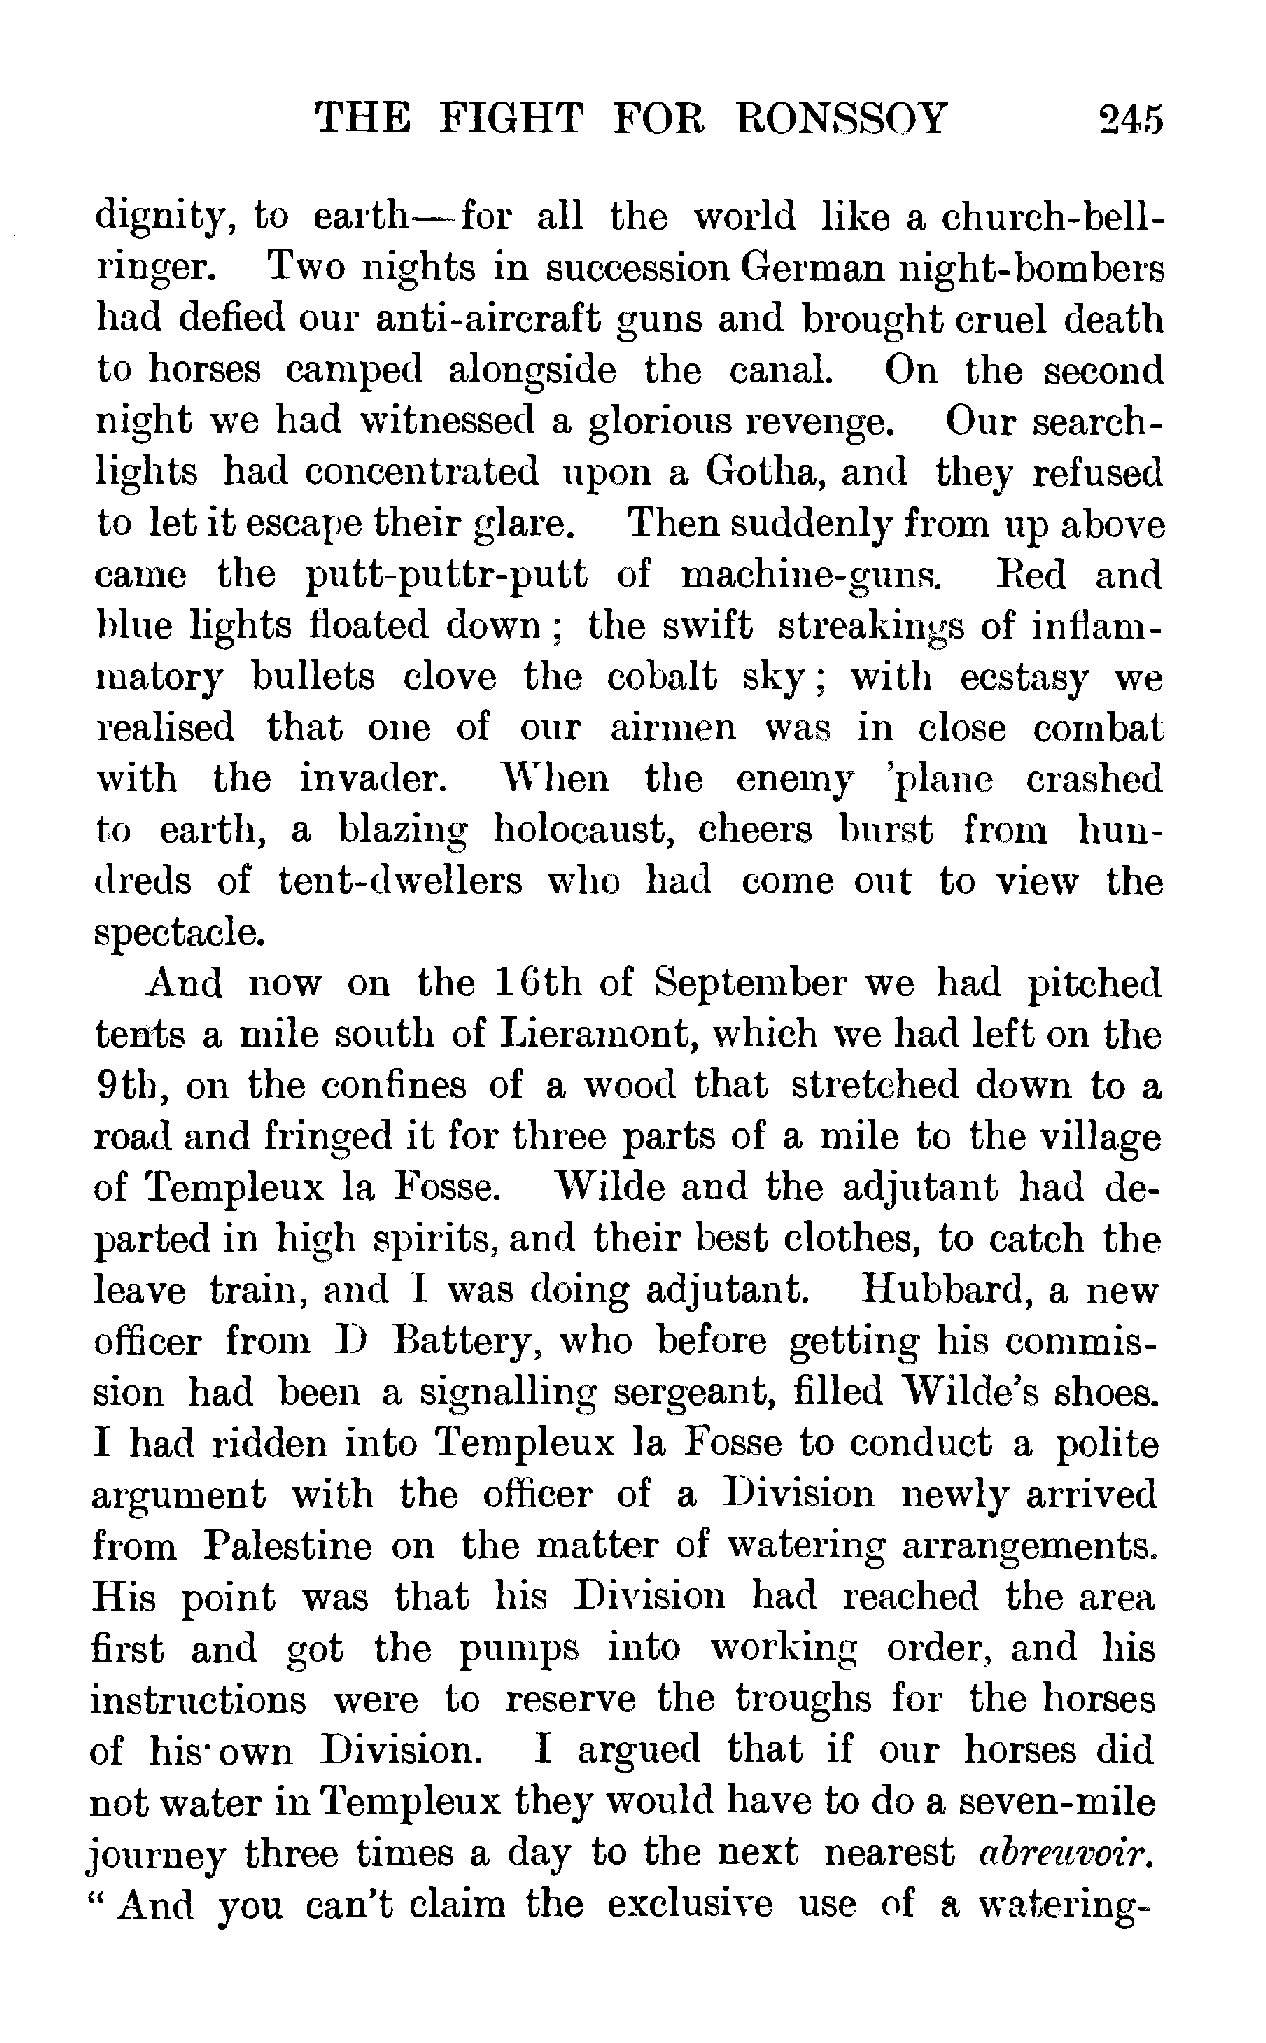 THE FIGHT FOR RONSSOY 245
dignity, to earth—for all the world like a church-bell-
ringer. Two nights in succession German night-bombers
had defied our anti-aircraft guns and brought cruel death
to horses camped alongside the canal. On the second
night we had witnessed a glorious revenge. Our search-
lights had concentrated upon a Gotha, and they refused
to let it escape their glare. Then suddenly from up above
came the putt-puttr-putt of machine-guns. Red and
blue lights floated down; the swift streakings of inflam-
matory bullets clove the cobalt sky; with ecstasy we
realised that one of our airmen was in close combat
with the invader. When the enemy 'plane crashed
to earth, a blazing holocaust, cheers burst from hun-
dreds of tent-dwellers who had come out to view the
spectacle.
And now on the 16th of September we had pitched
tents a mile south of Lieramont, which we had left on the
9th, on the confines of a wood that stretched down to a
road and fringed it for three parts of a mile to the village
of Templeux la Fosse. Wilde and the adjutant had de-
parted in high spirits, and their best clothes, to catch the
leave train, and I was doing adjutant. Hubbard, a new
officer from D Battery, who before getting his commis-
sion had been a signalling sergeant, filled Wilde's shoes.
I had ridden into Templeux la Fosse to conduct a polite
argument with the officer of a Division newly arrived
from Palestine on the matter of watering arrangements.
His point was that his Division had reached the area
first and got the pumps into working order, and his
instructions were to reserve the troughs for the horses
of his own Division. I argued that if our horses did
not water in Templeux they would have to do a seven-mile
journey three times a day to the next nearest abreuvoir.
“ And you can't claim the exclusive use of a watering-